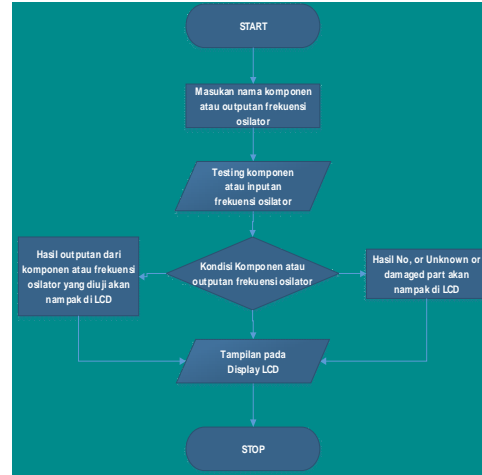 START
Masukan nama komponen
atau outputan frekuensi
osilator
Testing komponen
atau inputan
frekuensi osilator
Kondisi Komponen atau
outputan frekuensi osilator
Hasil outputan dari
komponen atau frekuensi
osilator yang diuji akan
nampak di LCD
Hasil No, or Unknown or
damaged part akan
nampak di LCD
Tampilan pada
Display LCD
STOP